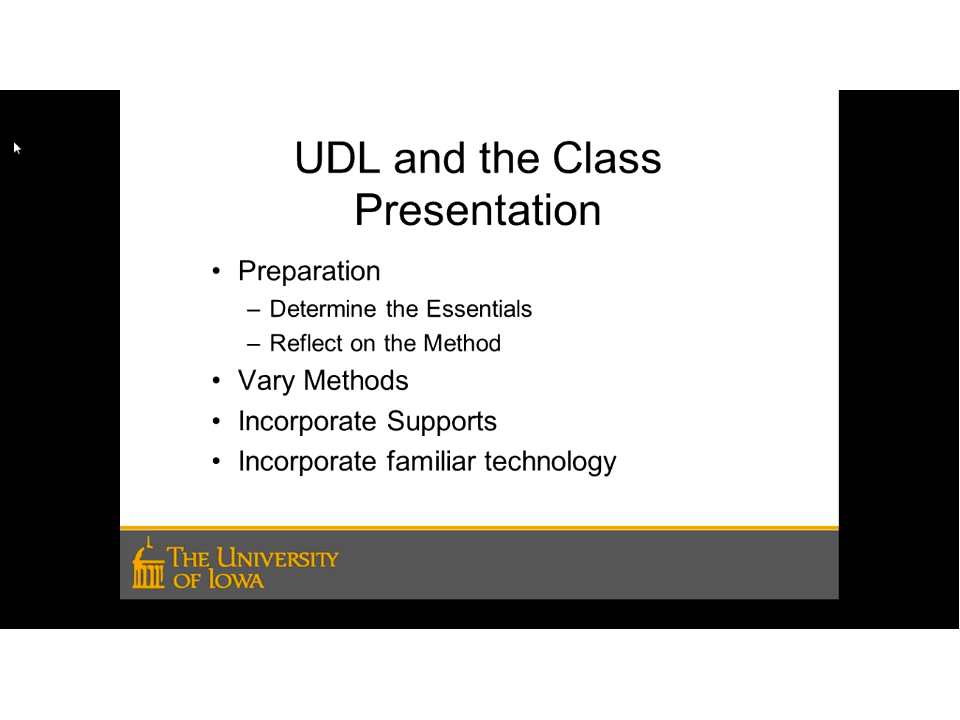 UDL and the Class
Presentation
• Preparation
– Determine the Essentials
– Reflect on the Method
• Vary Methods
• Incorporate Supports
• Incorporate familiar technology
THE UNIVERSITY
OF IOWA